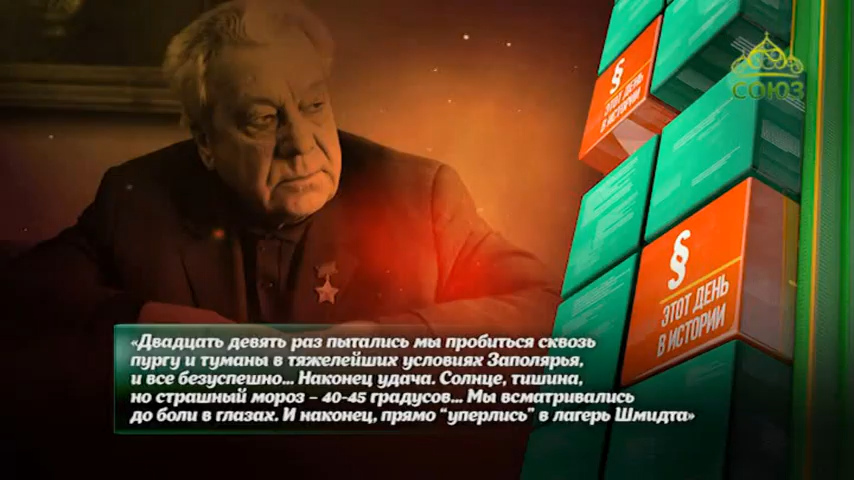 СОЮЗ
§
ЭТОТ ДЕНЬ
В ИСТОРИИ
§
ЭТОТ ДЕНЬ
В ИСТОРИИ
«Двадцать девять раз пытались мы пробиться сквозь
пургу и туманы в тяжелейших условиях Заполярья,
и все безуспешно... Наконец удача. Солнце, тишина,
но страшный мороз – 40-45 градусов... Мы всматривались
до боли в глазах. И наконец, прямо “уперлись” в лагерь Шмидта»